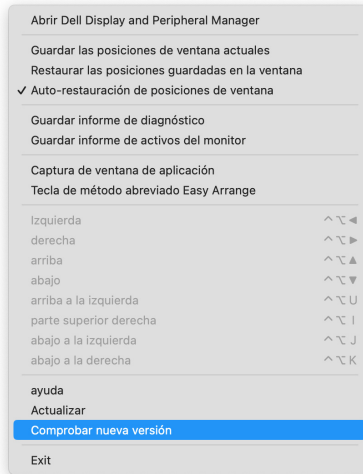 Abrir Dell Display and Peripheral Manager
Guardar las posiciones de ventana actuales
Restaurar las posiciones guardadas en la ventana
✓ Auto-restauración de posiciones de ventana
Guardar informe de diagnóstico
Guardar informe de activos del monitor
Captura de ventana de aplicación
Tecla de método abreviado Easy Arrange
Izquierda ^⌥◀
derecha ^⌥▶
arriba ^⌥▲
abajo ^⌥▼
arriba a la izquierda ^⌥U
parte superior derecha ^⌥I
abajo a la izquierda ^⌥J
abajo a la derecha ^⌥K
ayuda
Actualizar
Comprobar nueva versión
Exit